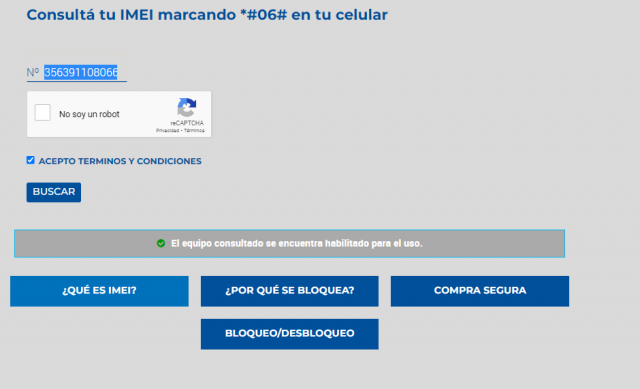 Consultá tu IMEI marcando *#06# en tu celular
Nº 356391108066
No soy un robot
reCAPTCHA
Privacidad - Términos
ACEPTO TERMINOS Y CONDICIONES
BUSCAR
El equipo consultado se encuentra habilitado para el uso.
¿QUÉ ES IMEI?
¿POR QUÉ SE BLOQUEA?
COMPRA SEGURA
BLOQUEO/DESBLOQUEO